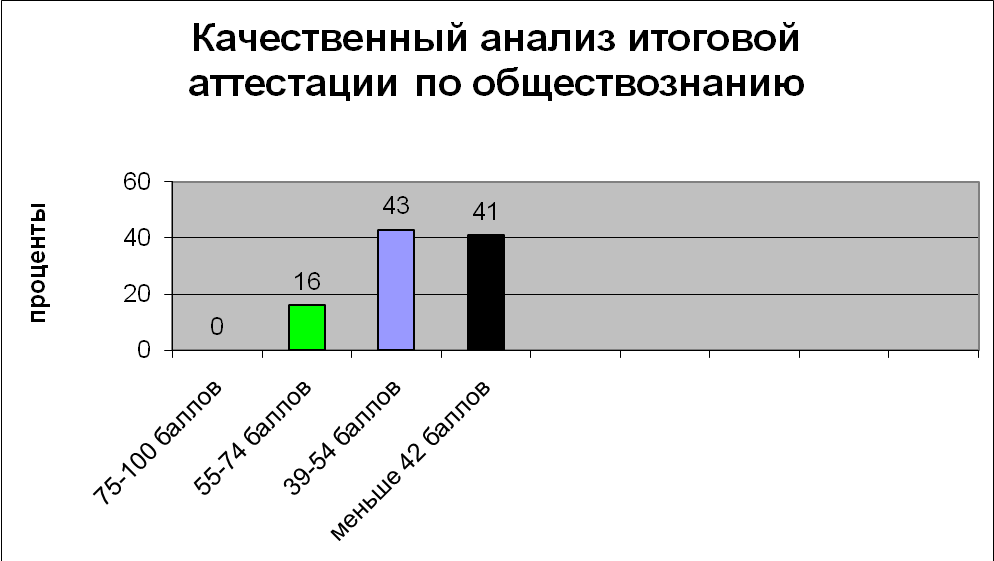 Качественный анализ итоговой
аттестации по обществознанию
проценты
60
40
20
0
0
16
43
41
75-100 баллов
55-74 баллов
39-54 баллов
меньше 42 баллов